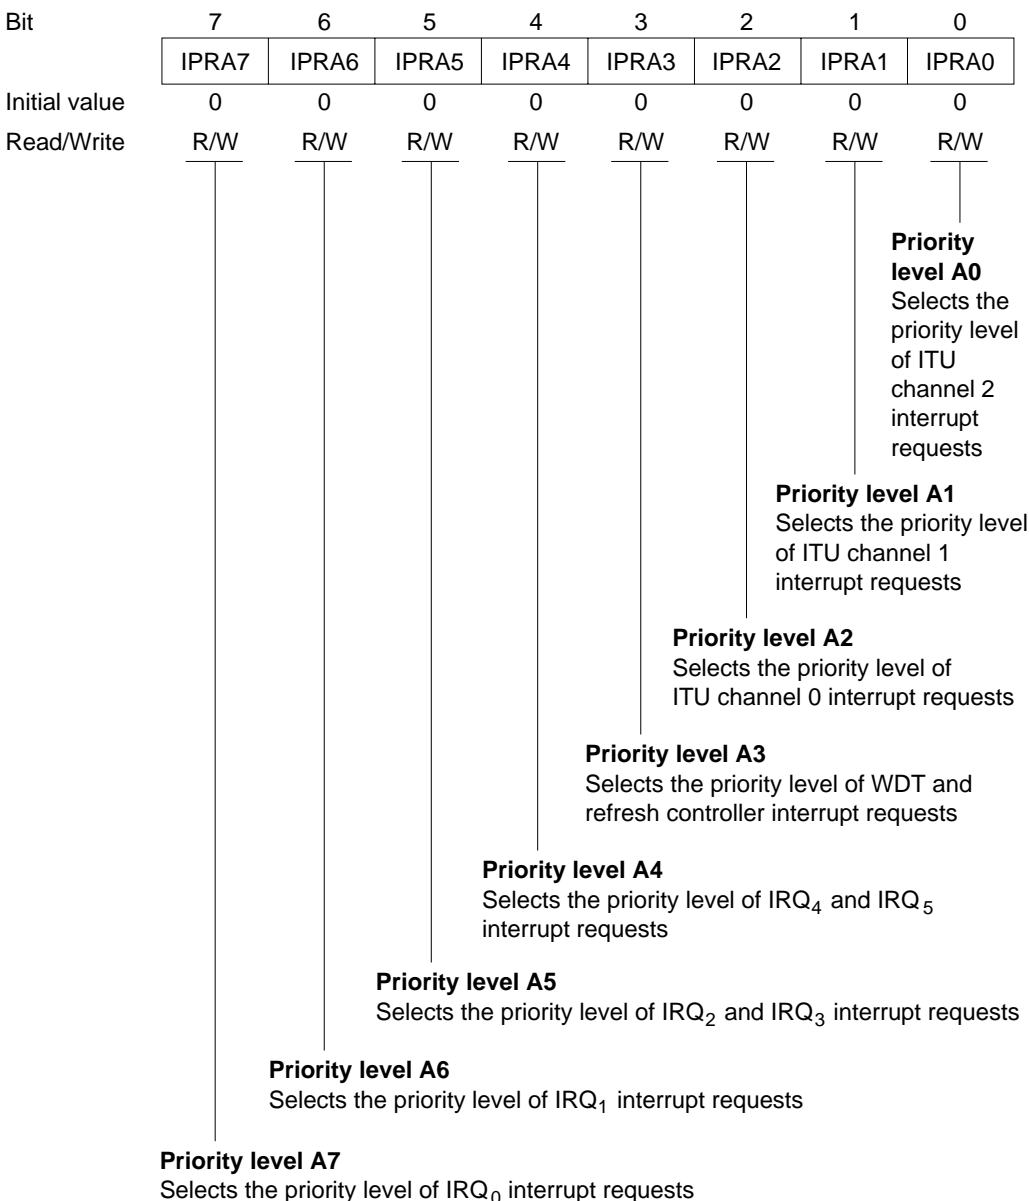 Bit 7 6 5 4 3 2 1 0
IPRA7 IPRA6 IPRA5 IPRA4 IPRA3 IPRA2 IPRA1 IPRA0
Initial value 0 0 0 0 0 0 0 0
Read/Write R/W R/W R/W R/W R/W R/W R/W R/W
Priority
level A0
Selects the
priority level
of ITU
channel 2
interrupt
requests
Priority level A1
Selects the priority level
of ITU channel 1
interrupt requests
Priority level A2
Selects the priority level of
ITU channel 0 interrupt requests
Priority level A3
Selects the priority level of WDT and
refresh controller interrupt requests
Priority level A4
Selects the priority level of IRQ4 and IRQ5
interrupt requests
Priority level A5
Selects the priority level of IRQ2 and IRQ3 interrupt requests
Priority level A6
Selects the priority level of IRQ1 interrupt requests
Priority level A7
Selects the priority level of IRQ0 interrupt requests